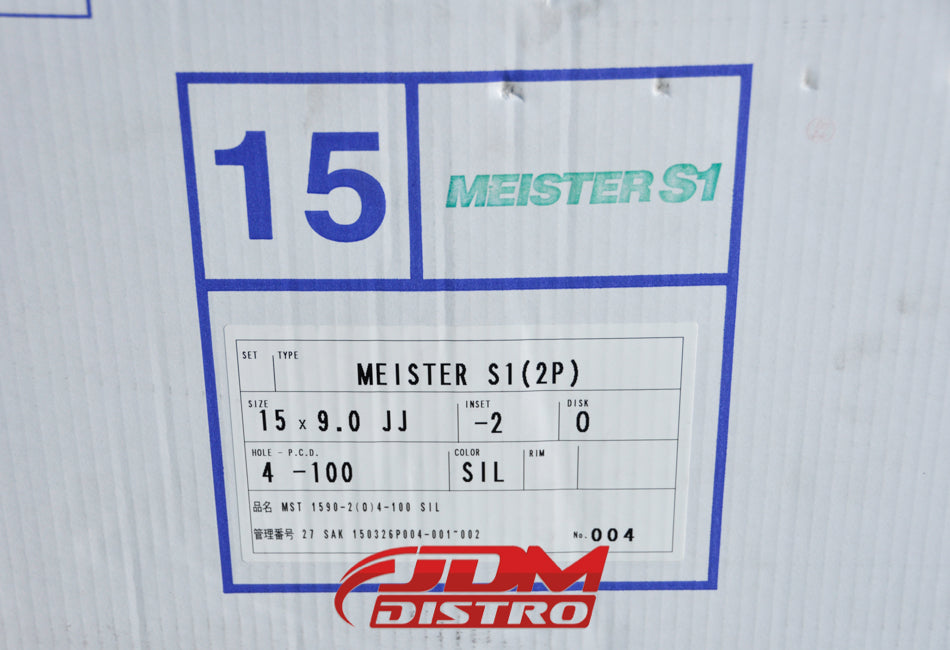 15
MEISTER S1
SET TYPE
MEISTER S1(2P)
SIZE INSET DISK
15 x 9.0 JJ -2 O
HOLE - P.C.D. COLOR RIM
4 -100 SIL
品名 MST 1590-2(O)4-100 SIL
管理番号 27 SAK 150326P004-001~002 No.004
JDM
DISTRO